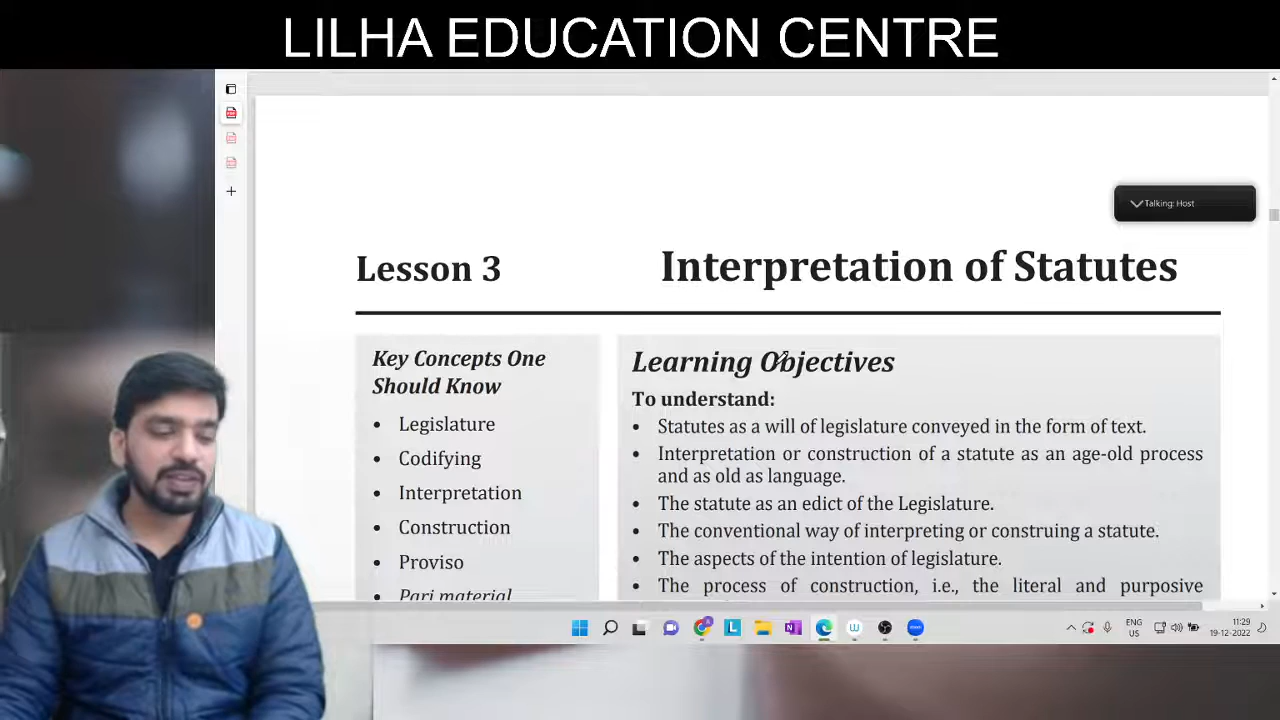 LILHA EDUCATION CENTRE
Talking: Host
Lesson 3
Interpretation of Statutes
Key Concepts One
Should Know
• Legislature
• Codifying
• Interpretation
• Construction
• Proviso
• Pari material
Learning Objectives
To understand:
• Statutes as a will of legislature conveyed in the form of text.
• Interpretation or construction of a statute as an age-old process
and as old as language.
• The statute as an edict of the Legislature.
• The conventional way of interpreting or construing a statute.
• The aspects of the intention of legislature.
• The process of construction, i.e., the literal and purposive
ENG
US
11:29
19-12-2022